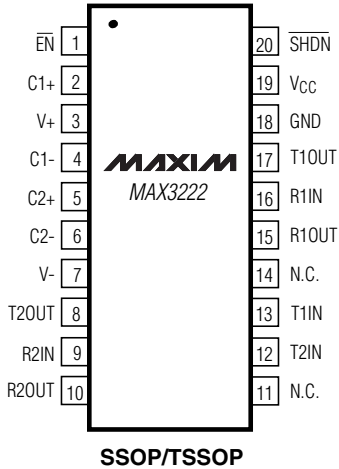 EN 1 20 SHDN
C1+ 2 19 VCC
V+ 3 18 GND
C1- 4 MAXIM 17 T1OUT
C2+ 5 MAX3222 16 R1IN
C2- 6 15 R1OUT
V- 7 14 N.C.
T2OUT 8 13 T1IN
R2IN 9 12 T2IN
R2OUT 10 11 N.C.
SSOP/TSSOP